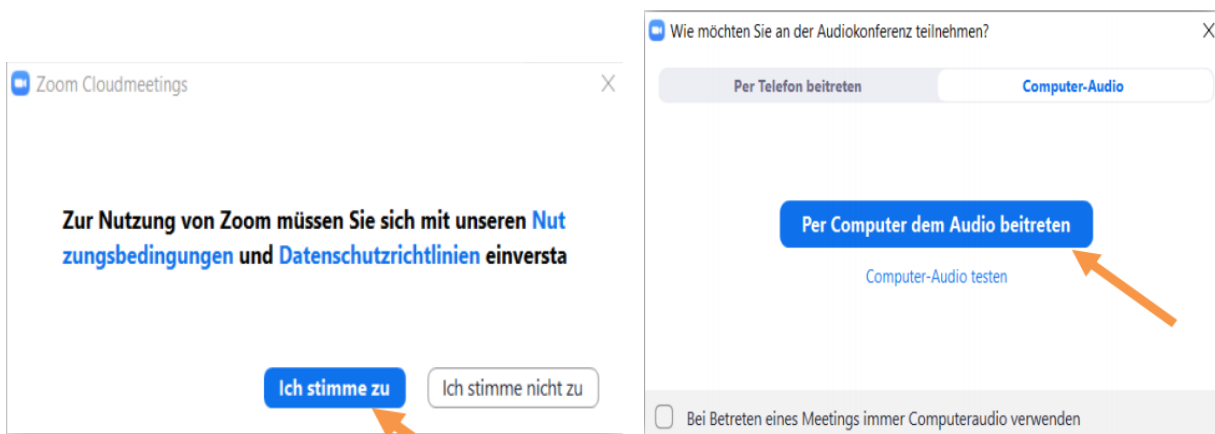 Zoom Cloudmeetings
Zur Nutzung von Zoom müssen Sie sich mit unseren Nut
zungsbedingungen und Datenschutzrichtlinien einversta
Ich stimme zu
Ich stimme nicht zu
Wie möchten Sie an der Audiokonferenz teilnehmen?
X
Per Telefon beitreten
Computer-Audio
Per Computer dem Audio beitreten
Computer-Audio testen
Bei Betreten eines Meetings immer Computeraudio verwenden